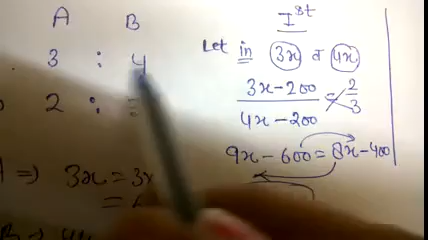 A B
3 : 4
2 :
⇒ 3x = 3
=
Iˢᵗ
Let in 3x व 4x
3x-200 / 4x-200 = 2/3
9x - 600 = 8x - 400